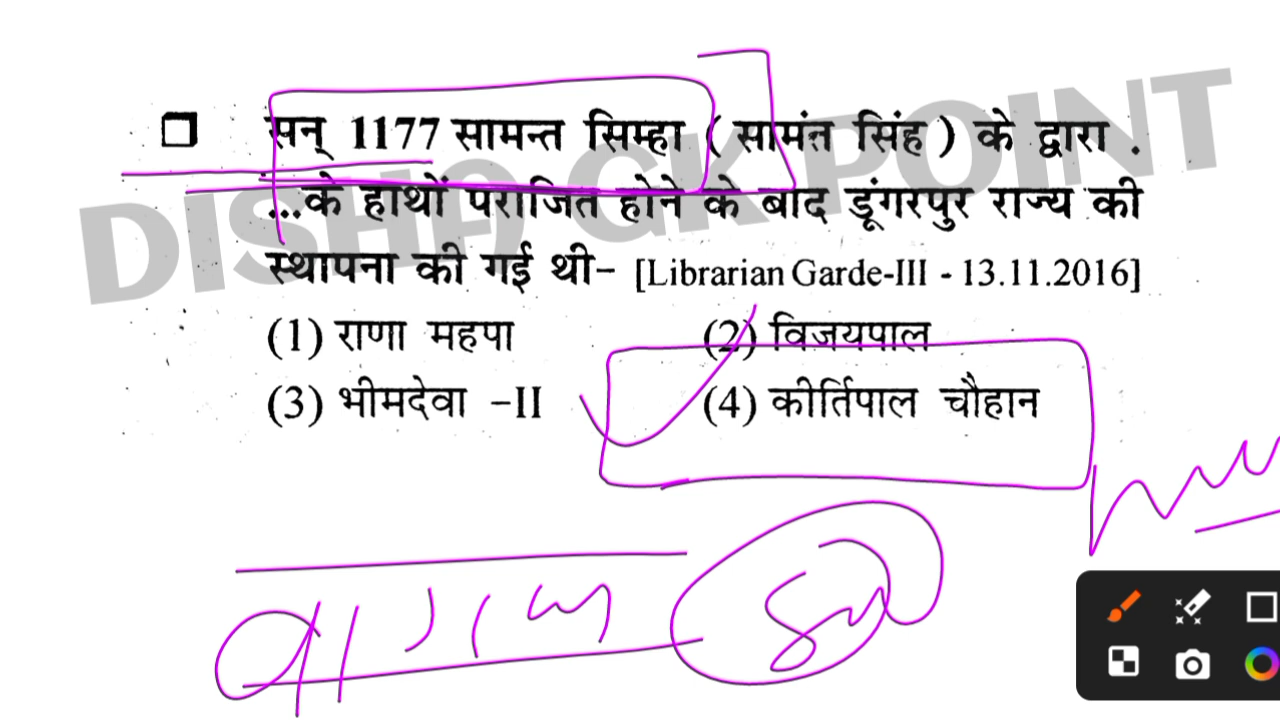 DISHA GK POINT
सन् 1177 सामन्त सिम्हा ( सामंत सिंह ) के द्वारा .
...के हाथों पराजित होने के बाद डूंगरपुर राज्य की
स्थापना की गई थी– [Librarian Garde-III - 13.11.2016]
(1) राणा महपा (2) विजयपाल
(3) भीमदेवा –II (4) कीर्तिपाल चौहान